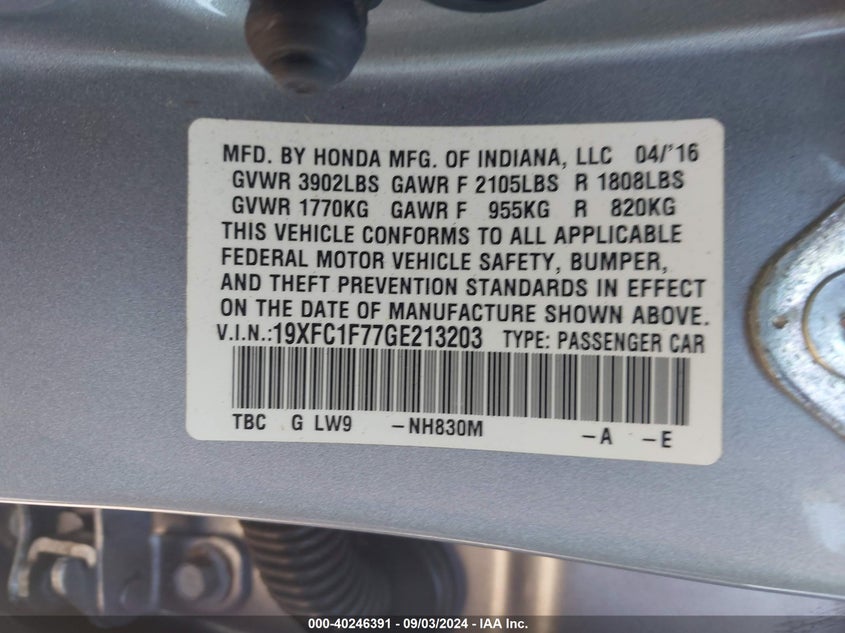 MFD. BY HONDA MFG. OF INDIANA, LLC 04/'16
GVWR 3902LBS GAWR F 2105LBS R 1808LBS
GVWR 1770KG GAWR F 955KG R 820KG
THIS VEHICLE CONFORMS TO ALL APPLICABLE
FEDERAL MOTOR VEHICLE SAFETY, BUMPER,
AND THEFT PREVENTION STANDARDS IN EFFECT
ON THE DATE OF MANUFACTURE SHOWN ABOVE.
V.I.N.:19XFC1F77GE213203 TYPE: PASSENGER CAR
TBC G LW9 -NH830M -A -E
000-40246391 - 09/03/2024 - IAA Inc.